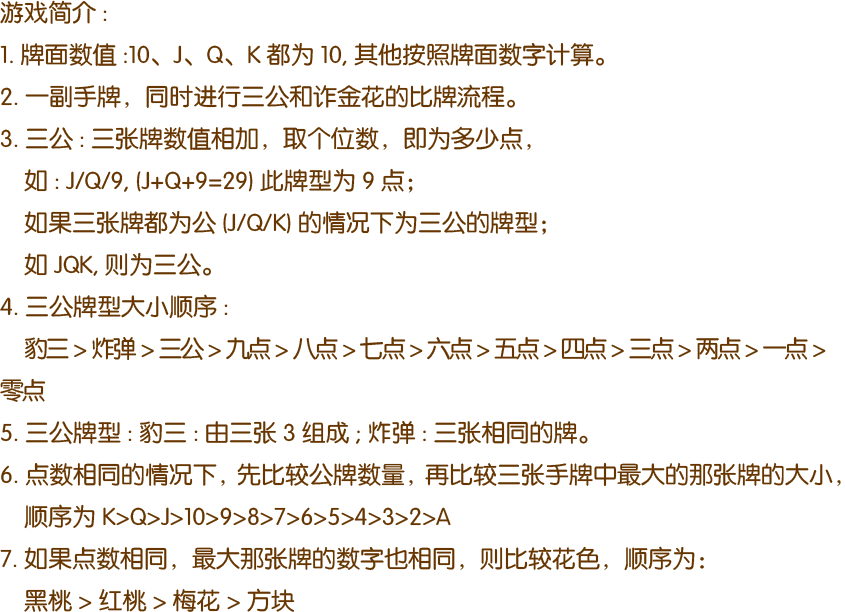 游戏简介 :
1. 牌面数值 :10、J、Q、K 都为 10, 其他按照牌面数字计算。
2. 一副手牌，同时进行三公和诈金花的比牌流程。
3. 三公 : 三张牌数值相加，取个位数，即为多少点，
如 : J/Q/9, (J+Q+9=29) 此牌型为 9 点；
如果三张牌都为公 (J/Q/K) 的情况下为三公的牌型；
如 JQK, 则为三公。
4. 三公牌型大小顺序 :
豹三 > 炸弹 > 三公 > 九点 > 八点 > 七点 > 六点 > 五点 > 四点 > 三点 > 两点 > 一点 >
零点
5. 三公牌型 : 豹三 : 由三张 3 组成 ; 炸弹 : 三张相同的牌。
6. 点数相同的情况下，先比较公牌数量，再比较三张手牌中最大的那张牌的大小，
顺序为 K>Q>J>10>9>8>7>6>5>4>3>2>A
7. 如果点数相同，最大那张牌的数字也相同，则比较花色，顺序为：
黑桃 > 红桃 > 梅花 > 方块